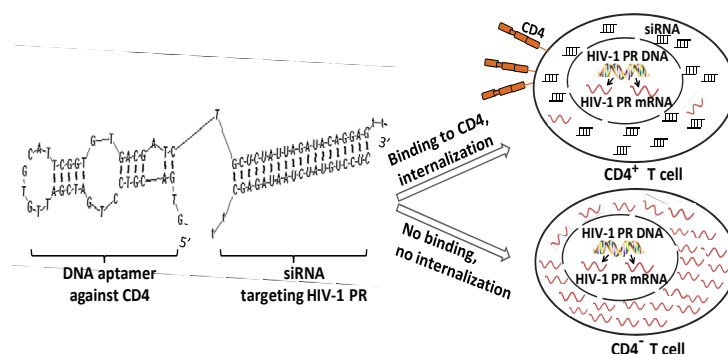 CD4
siRNA
HIV-1 PR DNA
HIV-1 PR mRNA
CD4⁺ T cell
Binding to CD4,
internalization
GCUCUAUUAGAUACAGGAG
CGAGAUAAUCUAUGUCCUC
3′
5′
DNA aptamer
against CD4
siRNA
targeting HIV-1 PR
No binding,
no internalization
HIV-1 PR DNA
HIV-1 PR mRNA
CD4⁻ T cell